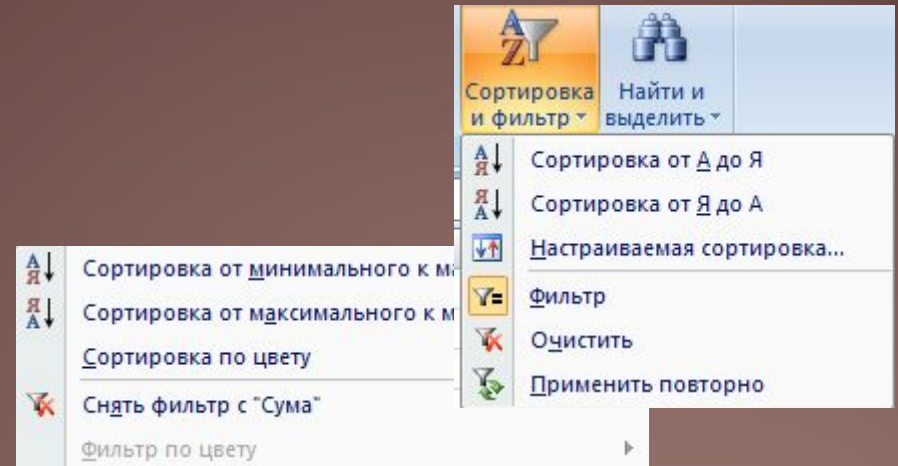 Сортировка
и фильтр
Найти и
выделить
Сортировка от А до Я
Сортировка от Я до А
Настраиваемая сортировка...
Фильтр
Очистить
Применить повторно
Сортировка от минимального к
Сортировка от максимального к
Сортировка по цвету
Снять фильтр с "Сума"
Фильтр по цвету